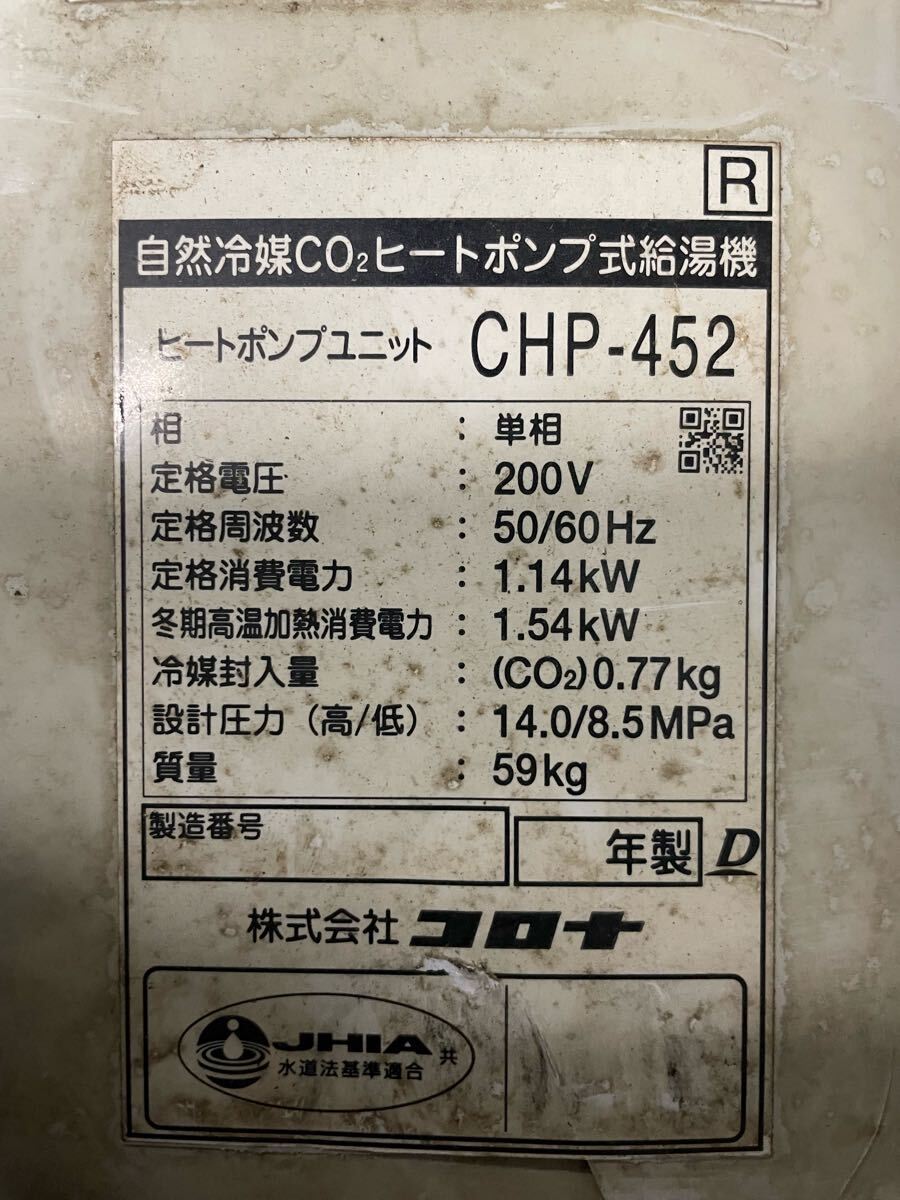 R
自然冷媒CO₂ヒートポンプ式給湯機
ヒートポンプユニット CHP-452
相 : 単相
定格電圧 : 200V
定格周波数 : 50/60Hz
定格消費電力 : 1.14kW
冬期高温加熱消費電力 : 1.54kW
冷媒封入量 : (CO₂)0.77kg
設計圧力（高/低） : 14.0/8.5MPa
質量 : 59kg
製造番号
年製 D
株式会社 コロナ
JHIA 共
水道法基準適合